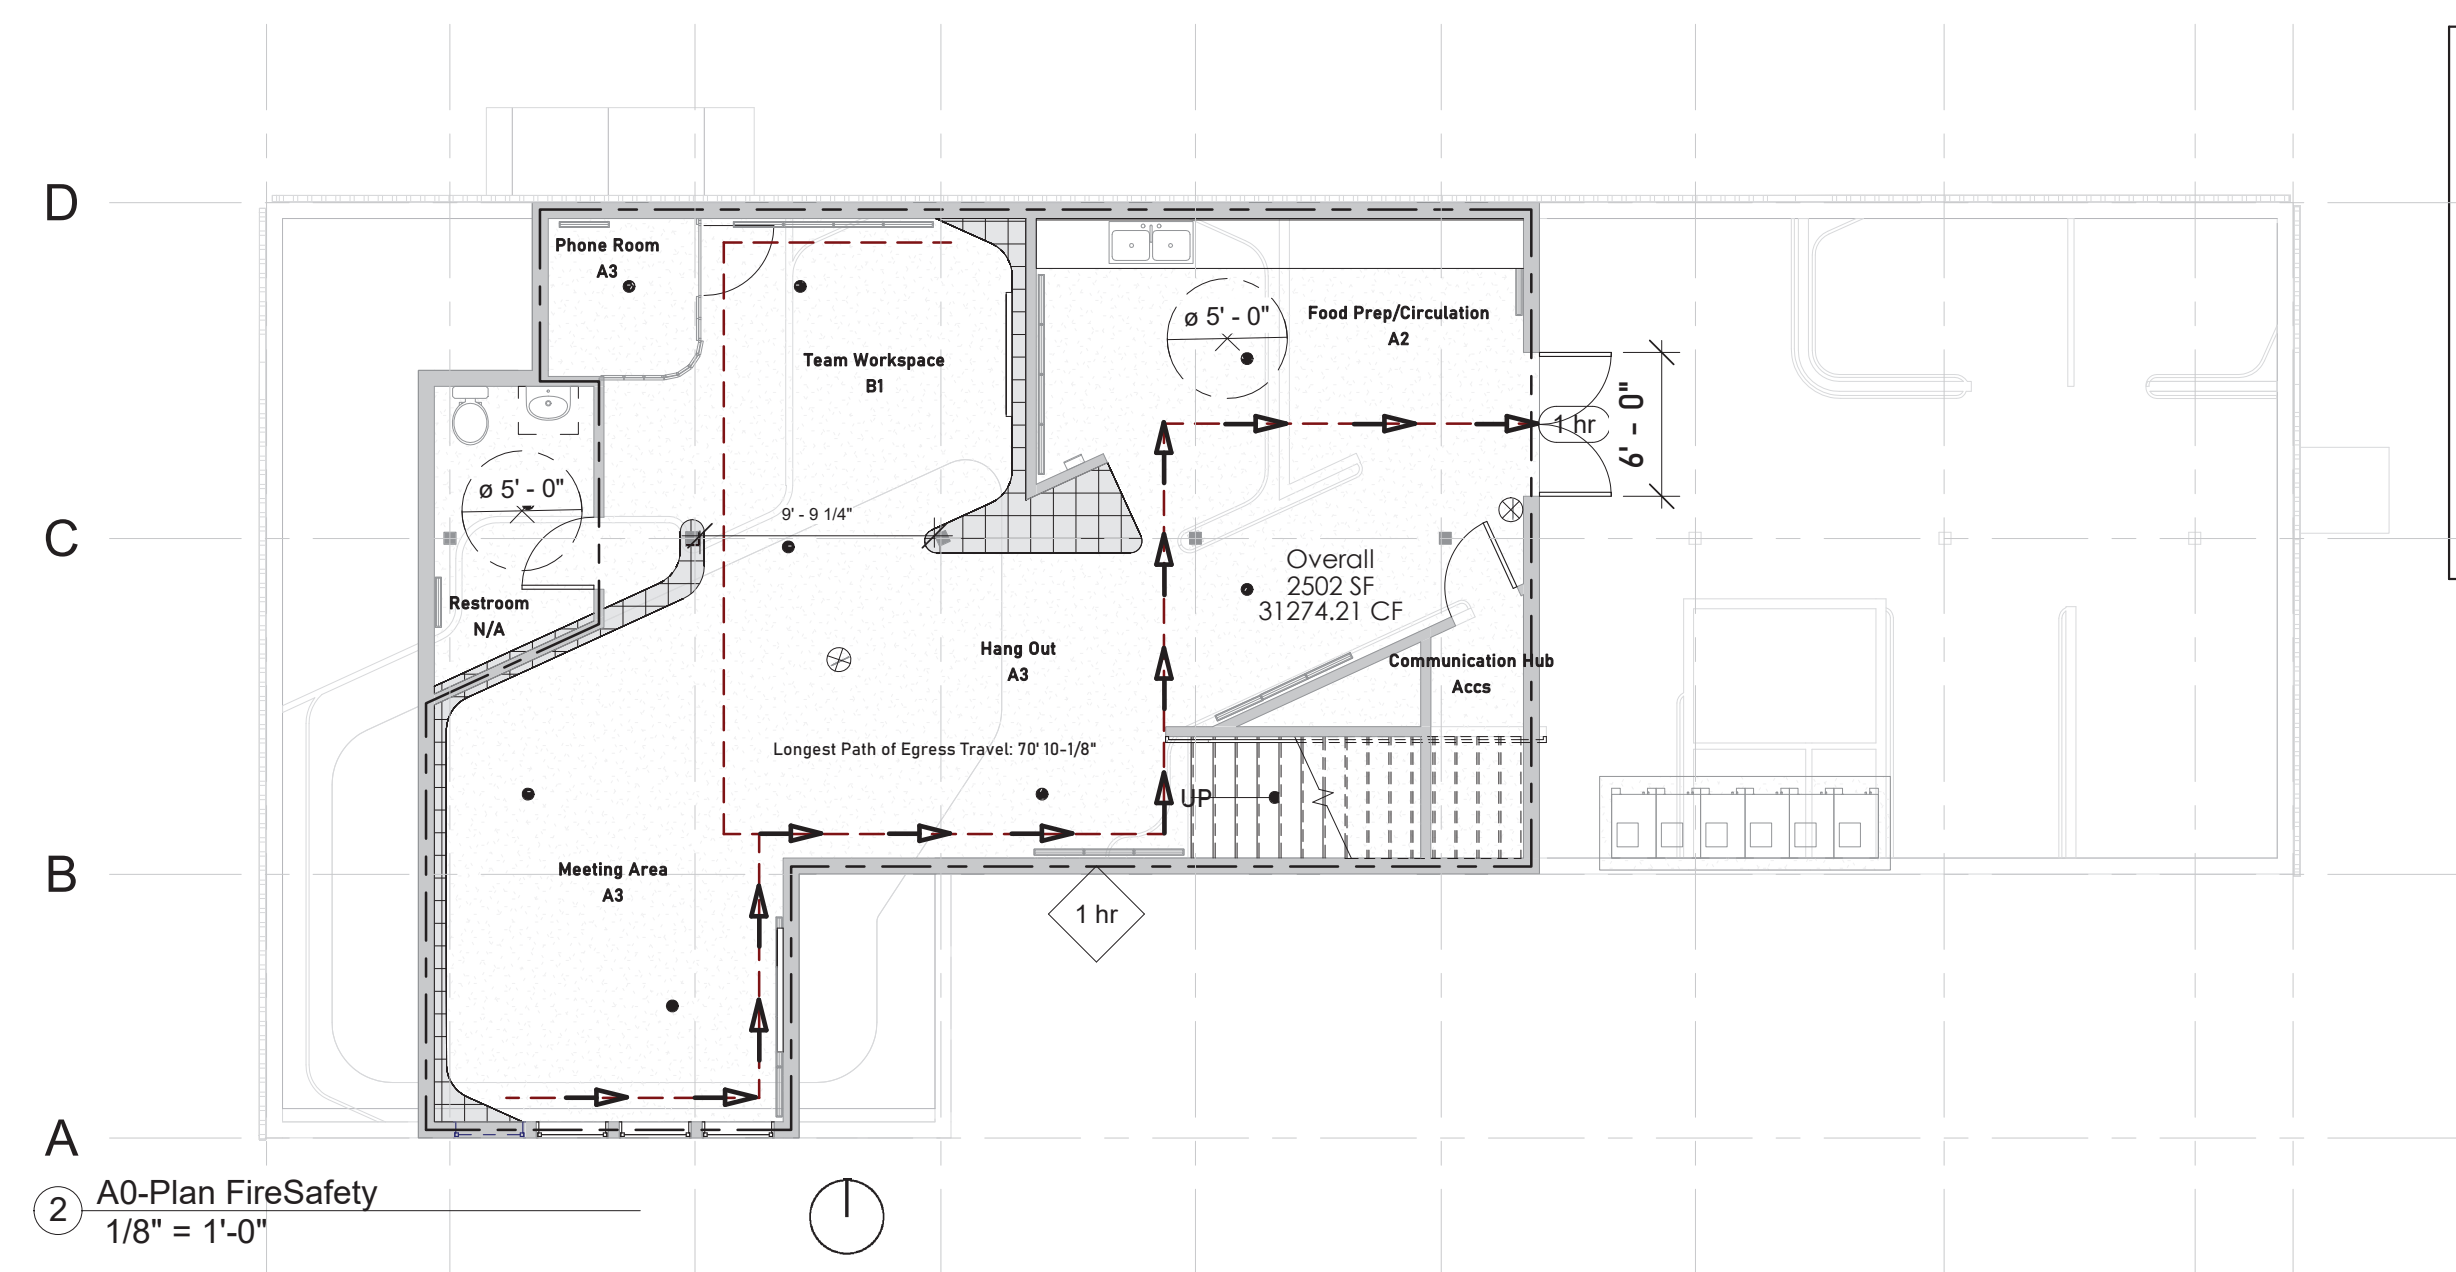 D
Phone Room
A3
Team Workspace
B1
ø 5' - 0"
Food Prep/Circulation
A2
1 hr
6' - 0"
ø 5' - 0"
9' - 9 1/4"
C
Overall
2502 SF
31274.21 CF
Restroom
N/A
Hang Out
A3
Communication Hub
Accs
Longest Path of Egress Travel: 70' 10-1/8"
UP
B
Meeting Area
A3
1 hr
A
2
A0-Plan FireSafety
1/8" = 1'-0"